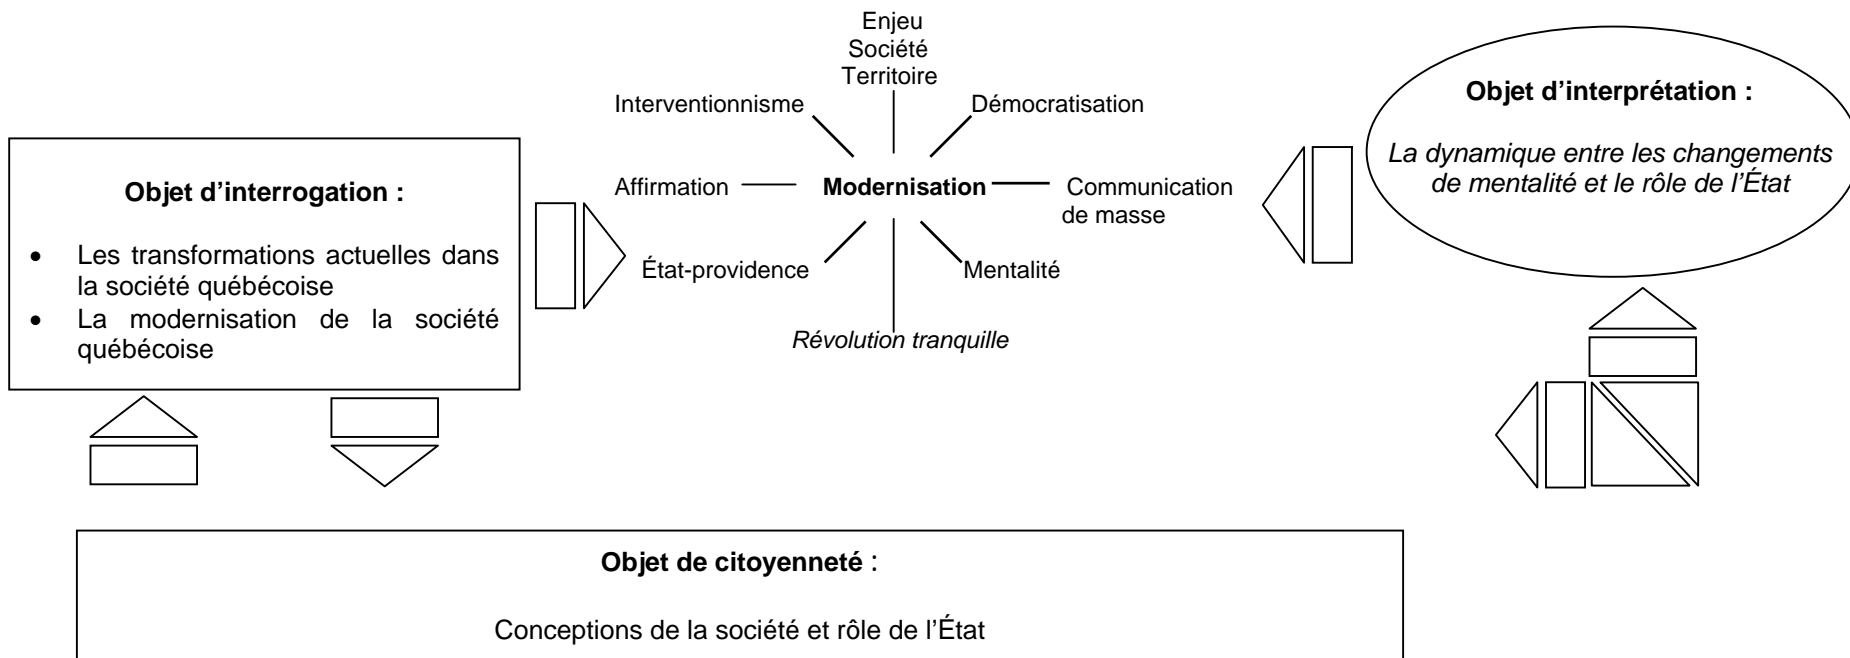 Enjeu
Société
Territoire
Interventionnisme
Démocratisation
Affirmation
Modernisation
Communication
de masse
État-providence
Mentalité
Révolution tranquille
Objet d’interrogation :
• Les transformations actuelles dans
la société québécoise
• La modernisation de la société
québécoise
Objet d’interprétation :
La dynamique entre les changements
de mentalité et le rôle de l’État
Objet de citoyenneté :
Conceptions de la société et rôle de l’État